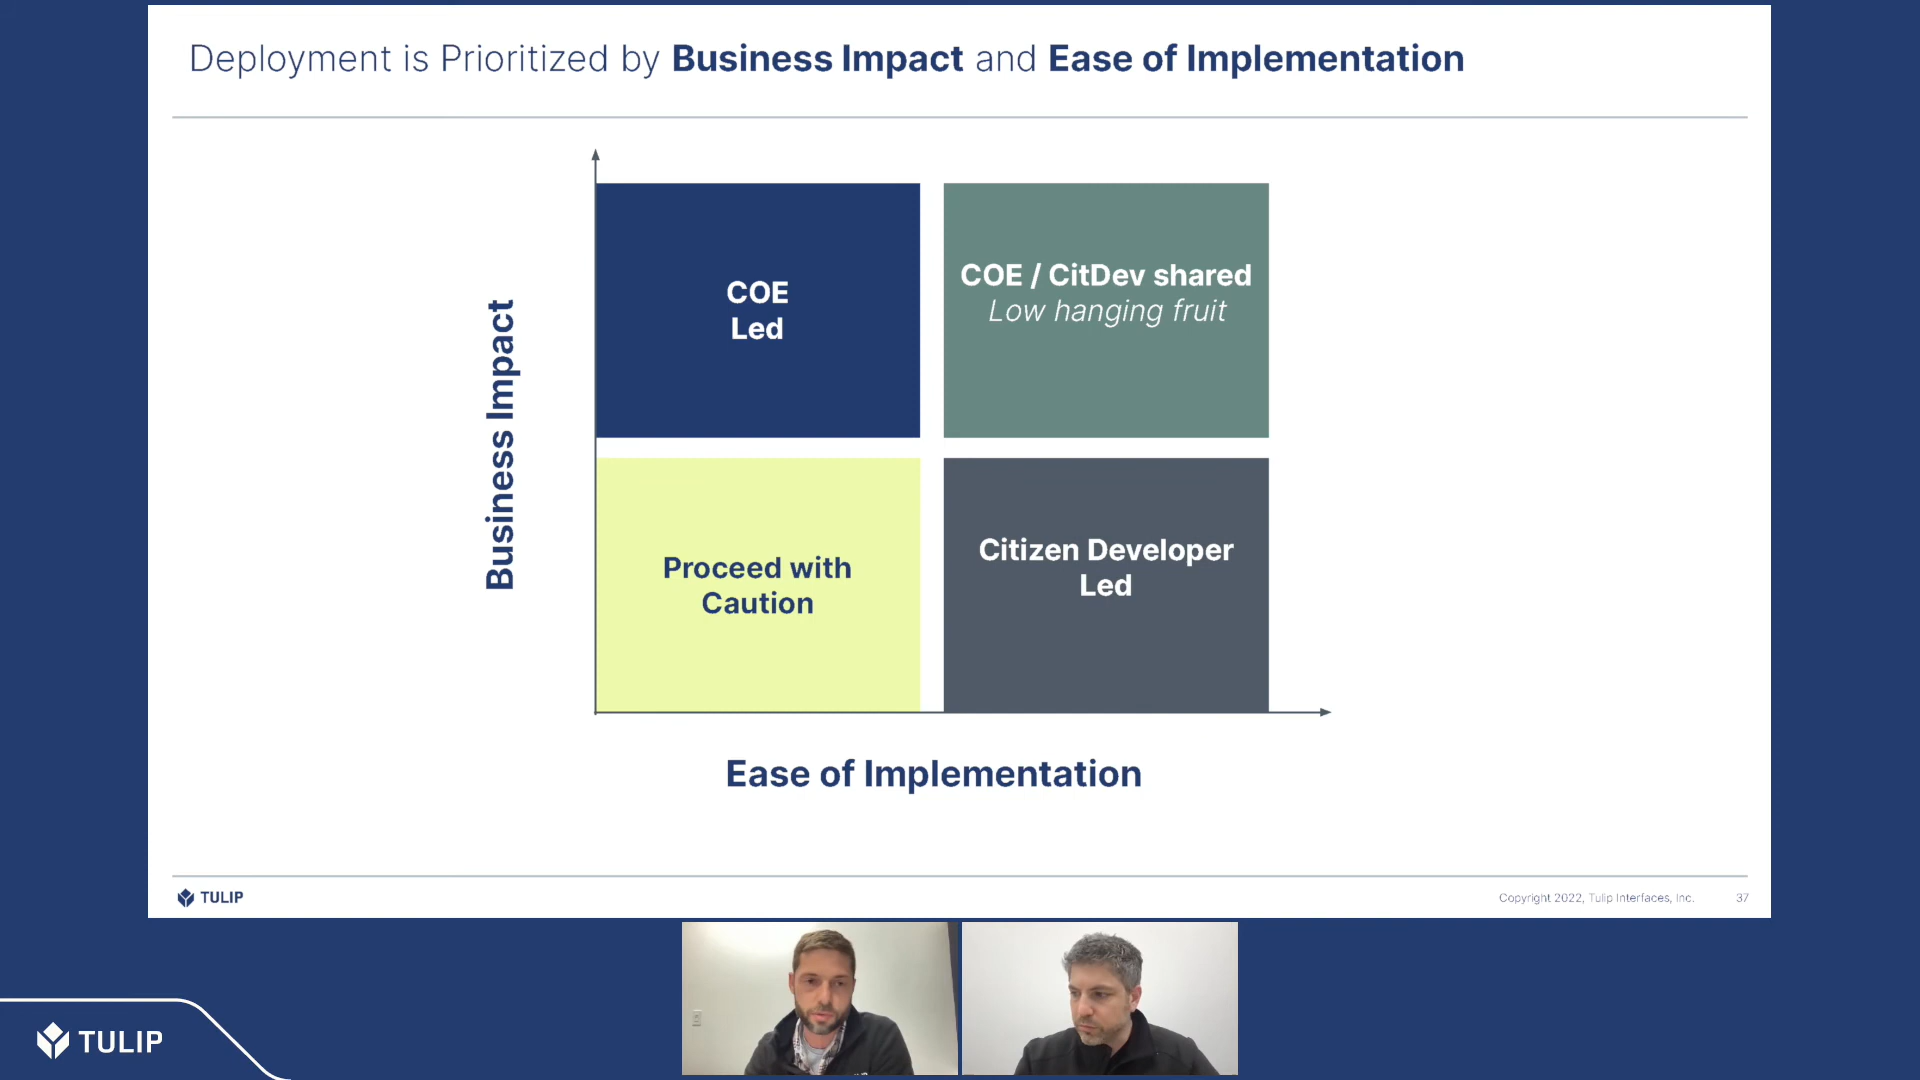 Deployment is Prioritized by Business Impact and Ease of Implementation
Business Impact
COE
Led
COE / CitDev shared
Low hanging fruit
Proceed with
Caution
Citizen Developer
Led
Ease of Implementation
TULIP
Copyright 2022, Tulip Interfaces, Inc.
37
TULIP